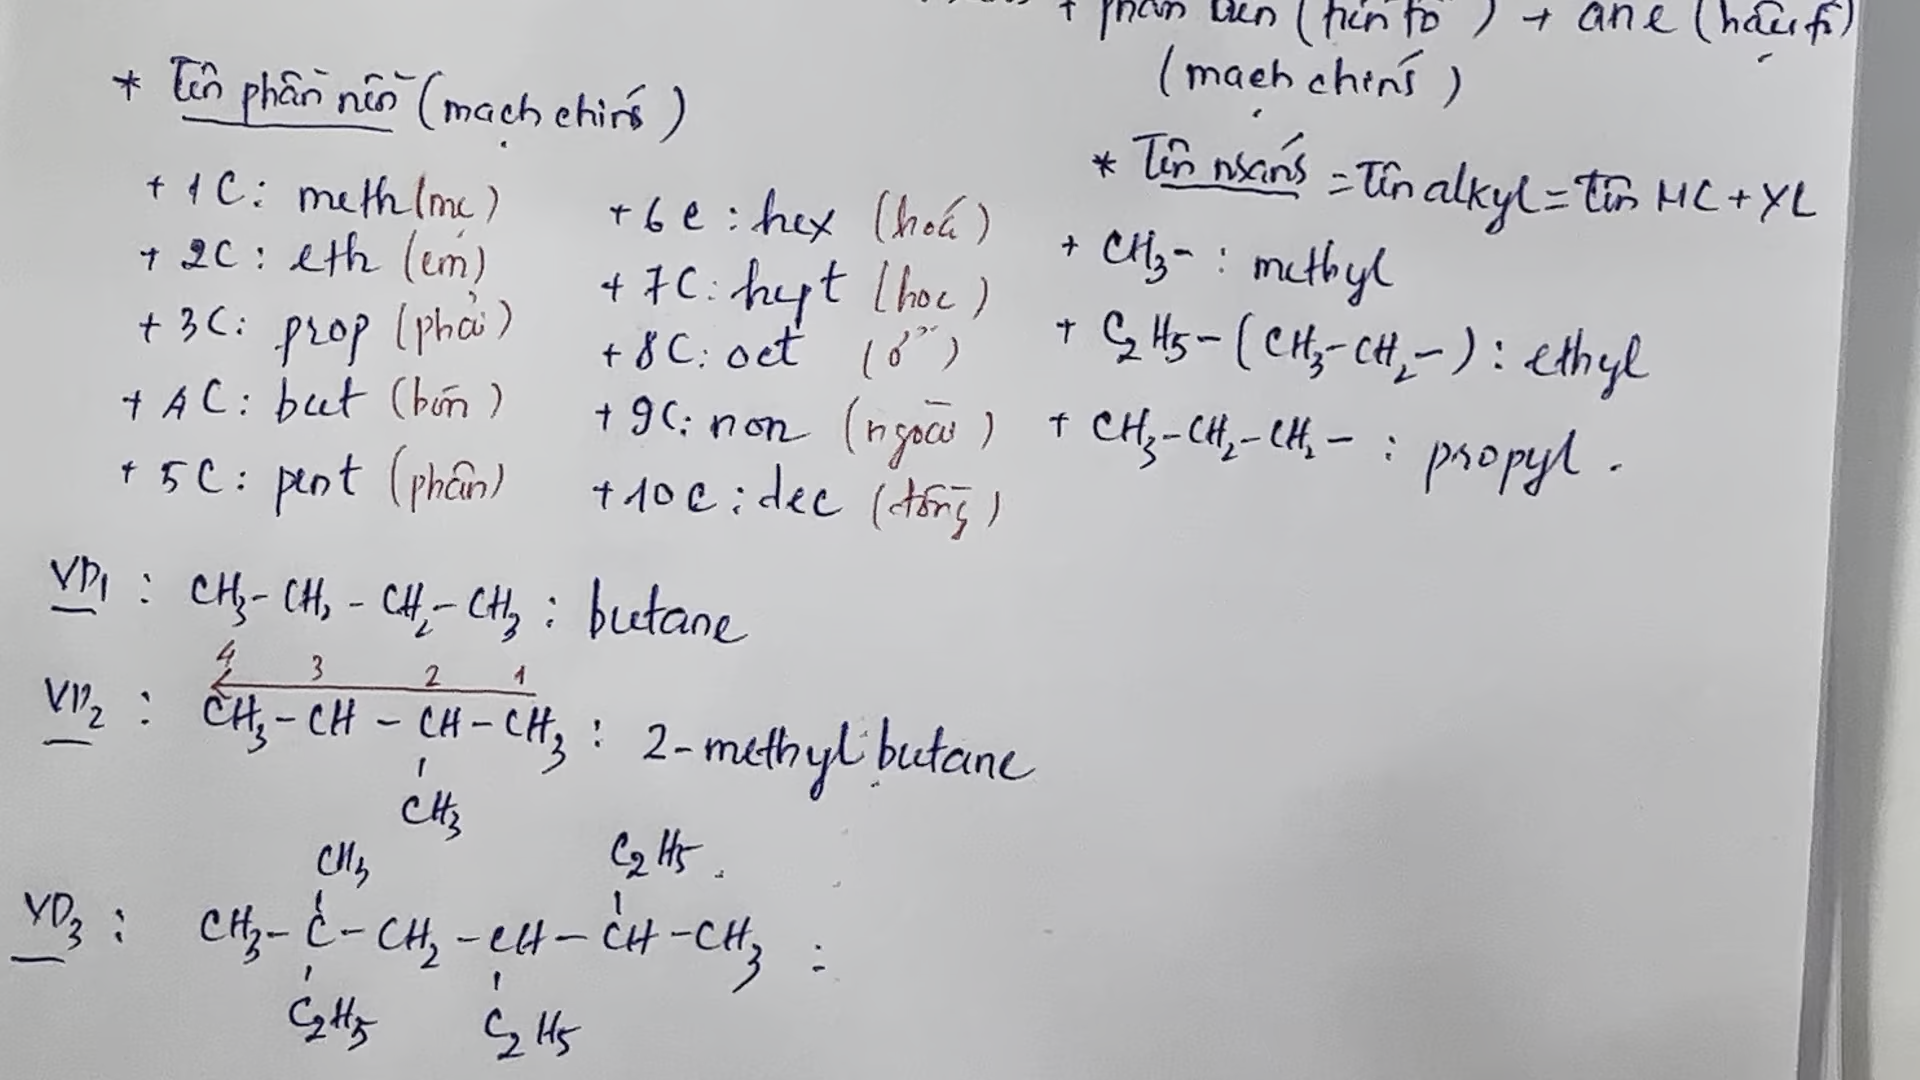 + phần nền (tiền tố) + ane (hậu tố)
(mạch chính)
* Tên phần nền (mạch chính)
+ 1C: meth (mẹ)
+ 2C: eth (em)
+ 3C: prop (phải)
+ 4C: but (bón)
+ 5C: pent (phân)
+ 6C: hex (hoá)
+ 7C: hept (học)
+ 8C: oct (ở)
+ 9C: non (ngoài)
+ 10C: dec (đồng)
* Tên nhánh = Tên alkyl = tên HC + YL
+ CH3- : methyl
+ C2H5- (CH3-CH2-): ethyl
+ CH3-CH2-CH2- : propyl.
VD1 : CH3-CH2-CH2-CH3 : butane
4 3 2 1
VD2 : CH3-CH-CH-CH3 : 2-methyl butane
CH3
CH3 C2H5
VD3 : CH3-C-CH2-CH-CH-CH3 :
C2H5 C2H5